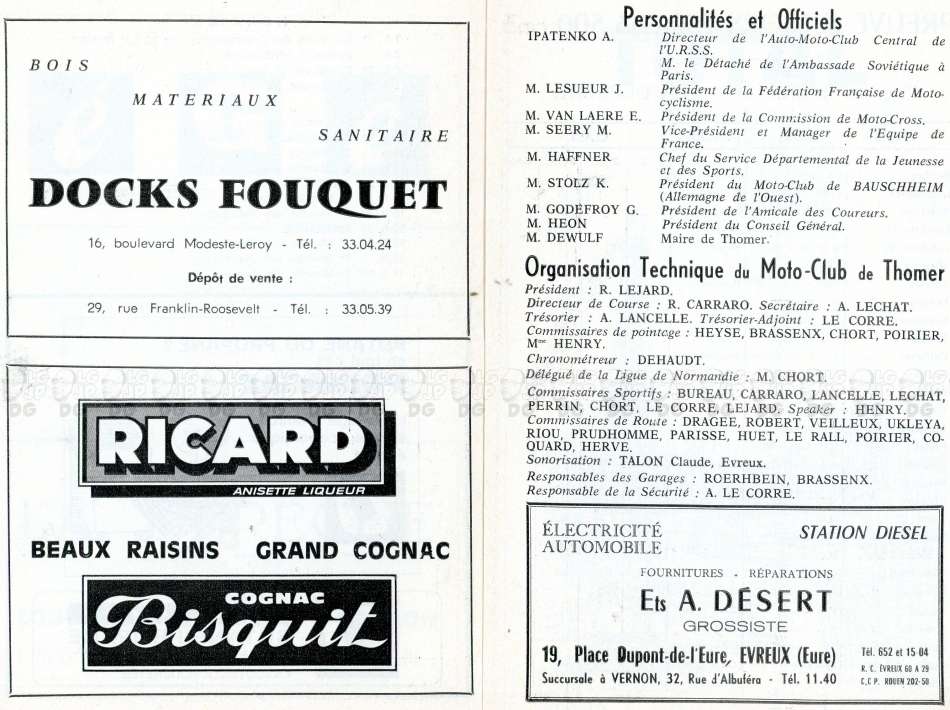 BOIS
MATERIAUX
SANITAIRE
DOCKS FOUQUET
16, boulevard Modeste-Leroy - Tél. : 33.04.24
Dépôt de vente :
29, rue Franklin-Roosevelt - Tél. : 33.05.39
RICARD
ANISETTE LIQUEUR
BEAUX RAISINS GRAND COGNAC
COGNAC
Bisquit
Personnalités et Officiels
IPATENKO A. Directeur de l'Auto-Moto-Club Central de
l'U.R.S.S.
M. le Détaché de l'Ambassade Soviétique à
Paris.
M. LESUEUR J. Président de la Fédération Française de Moto-
cyclisme.
M. VAN LAERE E. Président de la Commission de Moto-Cross.
M. SEERY M. Vice-Président et Manager de l'Equipe de
France.
M. HAFFNER Chef du Service Départemental de la Jeunesse
et des Sports.
M. STOLZ K. Président du Moto-Club de BAUSCHHEIM
(Allemagne de l'Ouest).
M. GODEFROY G. Président de l'Amicale des Coureurs.
M. HEON Président du Conseil Général.
M. DEWULF Maire de Thomer.
Organisation Technique du Moto-Club de Thomer
Président : R. LEJARD.
Directeur de Course : R. CARRARO. Secrétaire : A. LECHAT.
Trésorier : A. LANCELLE. Trésorier-Adjoint : LE CORRE.
Commissaires de pointage : HEYSE, BRASSENX, CHORT, POIRIER,
Mme HENRY.
Chronométreur : DEHAUDT.
Délégué de la Ligue de Normandie : M. CHORT.
Commissaires Sportifs : BUREAU, CARRARO, LANCELLE, LECHAT,
PERRIN, CHORT, LE CORRE, LEJARD. Speaker : HENRY.
Commissaires de Route : DRAGEE, ROBERT, VEILLEUX, UKLEYA,
RIOU, PRUDHOMME, PARISSE, HUET, LE RALL, POIRIER, CO-
QUARD, HERVE.
Sonorisation : TALON Claude, Evreux.
Responsables des Garages : ROERHBEIN, BRASSENX.
Responsable de la Sécurité : A. LE CORRE.
ÉLECTRICITÉ STATION DIESEL
AUTOMOBILE
FOURNITURES - RÉPARATIONS
Ets A. DÉSERT
GROSSISTE
19, Place Dupont-de-l'Eure, EVREUX (Eure) Tél. 652 et 15-04
R. C. ÉVREUX 60 A 29
Succursale à VERNON, 32, Rue d'Albuféra - Tél. 11.40 C.C P. ROUEN 202-50